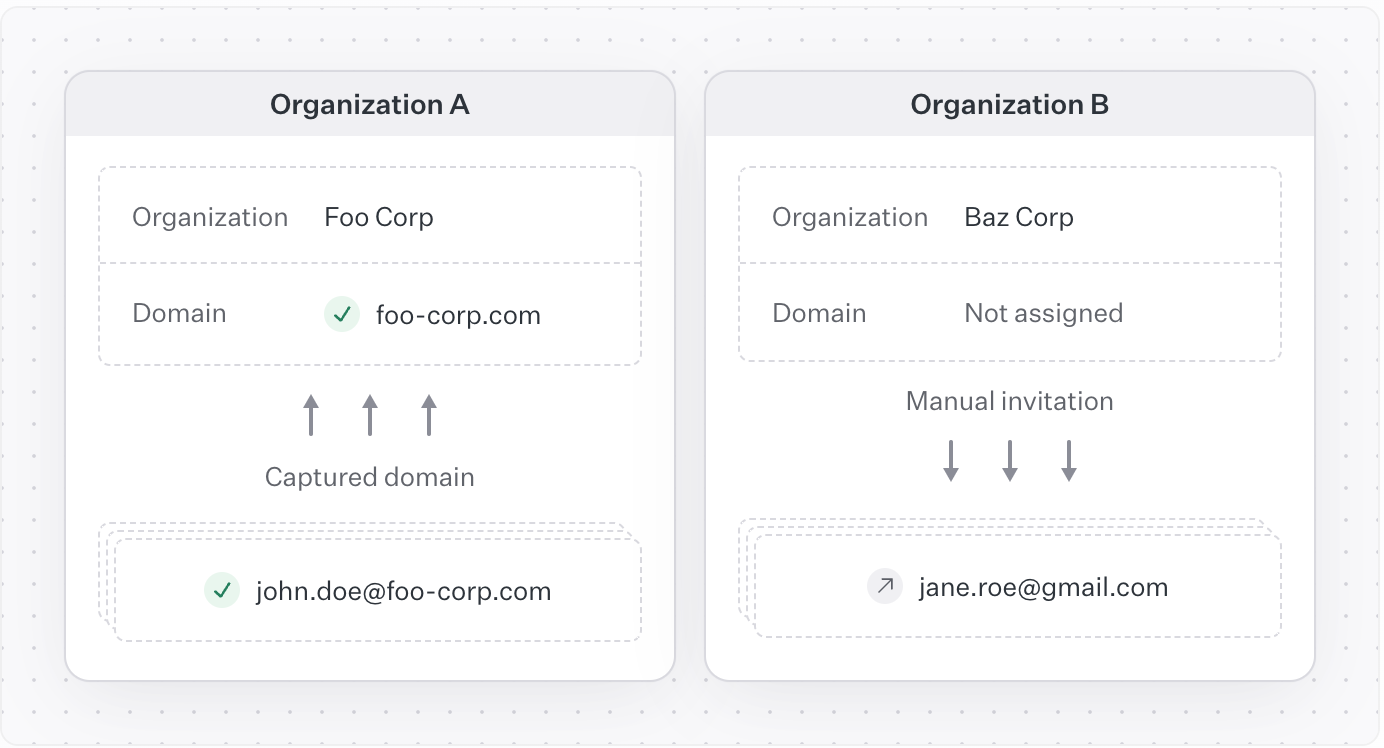 Organization A
Organization Foo Corp
Domain foo-corp.com
Captured domain
john.doe@foo-corp.com
Organization B
Organization Baz Corp
Domain Not assigned
Manual invitation
jane.roe@gmail.com